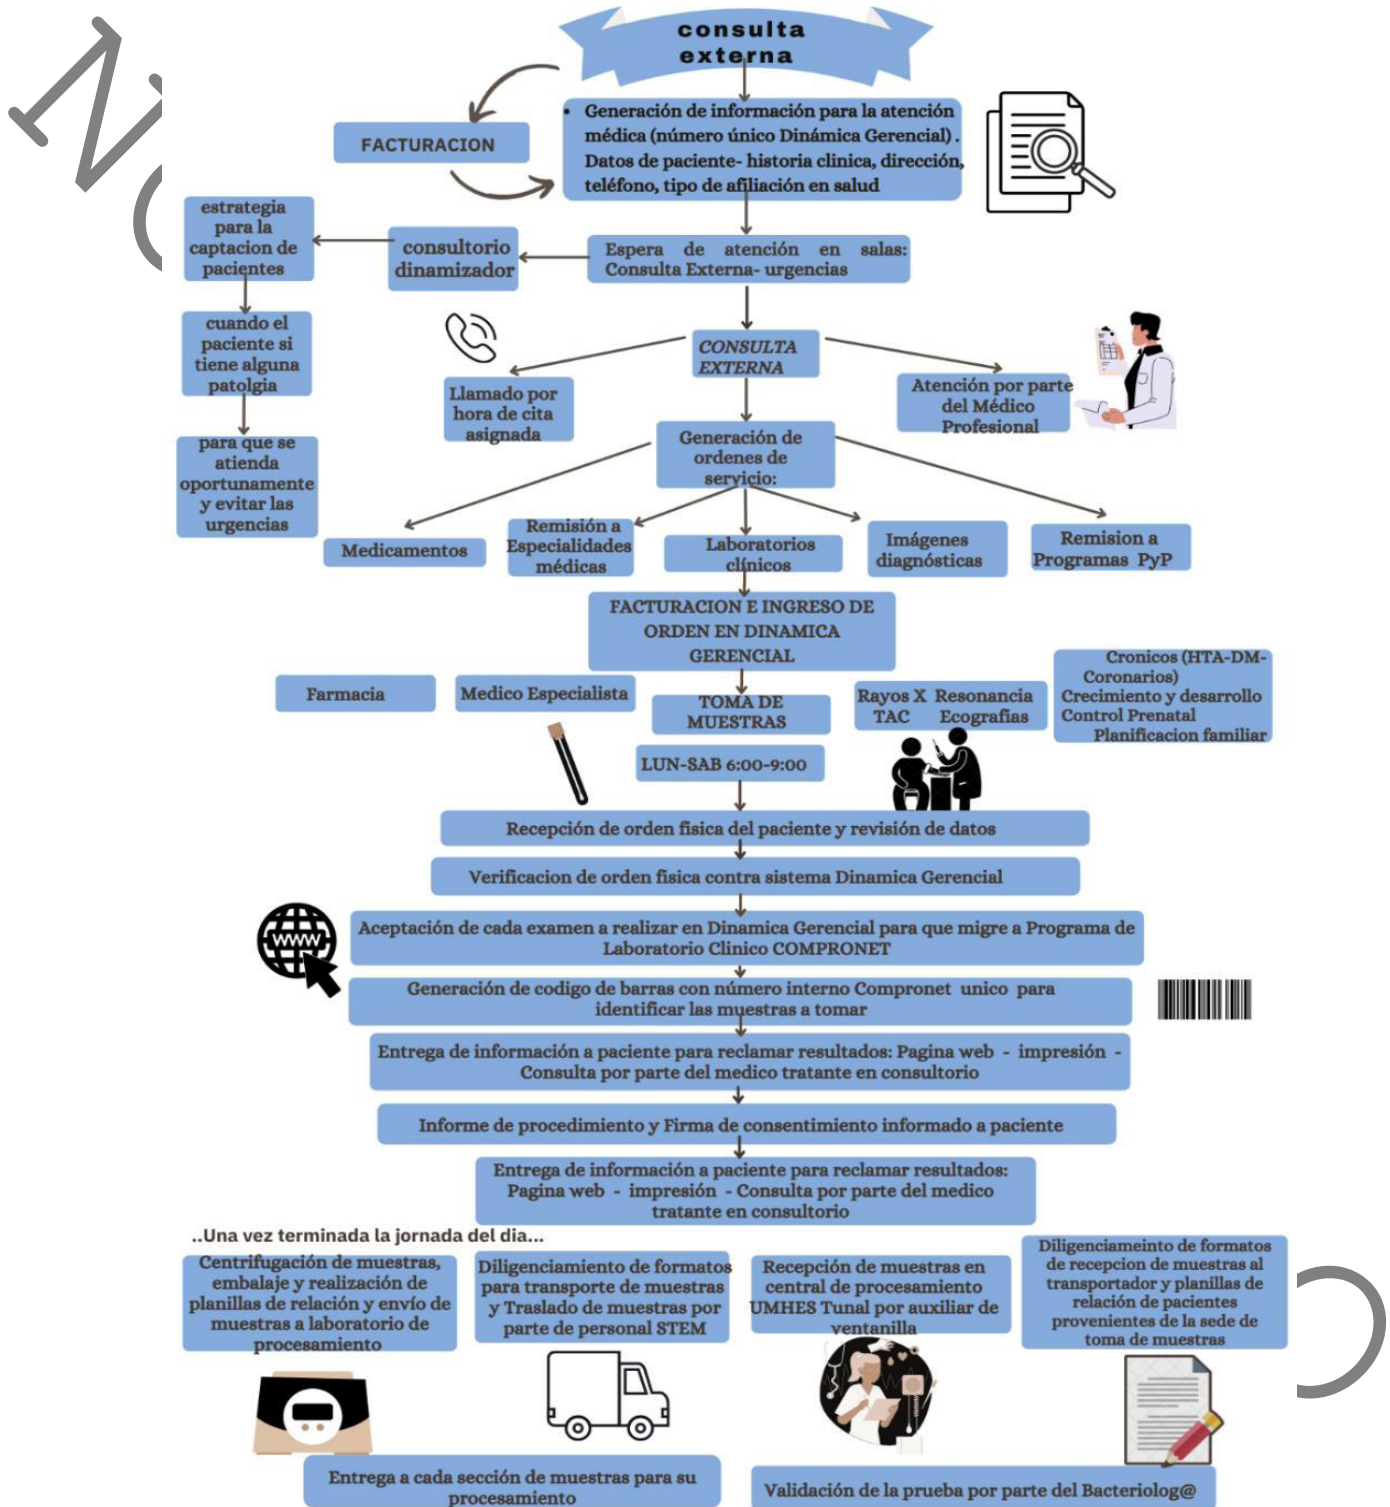 consulta
externa
FACTURACION
• Generación de información para la atención
médica (número único Dinámica Gerencial) .
Datos de paciente- historia clinica, dirección,
teléfono, tipo de afiliación en salud
estrategia
para la
captacion de
pacientes
consultorio
dinamizador
Espera de atención en salas:
Consulta Externa- urgencias
cuando el
paciente si
tiene alguna
patolgia
CONSULTA
EXTERNA
Llamado por
hora de cita
asignada
Atención por parte
del Médico
Profesional
para que se
atienda
oportunamente
y evitar las
urgencias
Generación de
ordenes de
servicio:
Medicamentos
Remisión a
Especialidades
médicas
Laboratorios
clínicos
Imágenes
diagnósticas
Remision a
Programas PyP
FACTURACION E INGRESO DE
ORDEN EN DINAMICA
GERENCIAL
Farmacia
Medico Especialista
TOMA DE
MUESTRAS
Rayos X Resonancia
TAC Ecografias
Cronicos (HTA-DM-
Coronarios)
Crecimiento y desarrollo
Control Prenatal
Planificacion familiar
LUN-SAB 6:00-9:00
Recepción de orden fisica del paciente y revisión de datos
Verificacion de orden fisica contra sistema Dinamica Gerencial
Aceptación de cada examen a realizar en Dinamica Gerencial para que migre a Programa de
Laboratorio Clinico COMPRONET
WWW
Generación de codigo de barras con número interno Compronet unico para
identificar las muestras a tomar
Entrega de información a paciente para reclamar resultados: Pagina web - impresión -
Consulta por parte del medico tratante en consultorio
Informe de procedimiento y Firma de consentimiento informado a paciente
Entrega de información a paciente para reclamar resultados:
Pagina web - impresión - Consulta por parte del medico
tratante en consultorio
..Una vez terminada la jornada del dia...
Centrifugación de muestras,
embalaje y realización de
planillas de relación y envío de
muestras a laboratorio de
procesamiento
Diligenciamiento de formatos
para transporte de muestras
y Traslado de muestras por
parte de personal STEM
Recepción de muestras en
central de procesamiento
UMHES Tunal por auxiliar de
ventanilla
Diligenciameinto de formatos
de recepcion de muestras al
transportador y planillas de
relación de pacientes
provenientes de la sede de
toma de muestras
Entrega a cada sección de muestras para su
procesamiento
Validación de la prueba por parte del Bacteriolog@